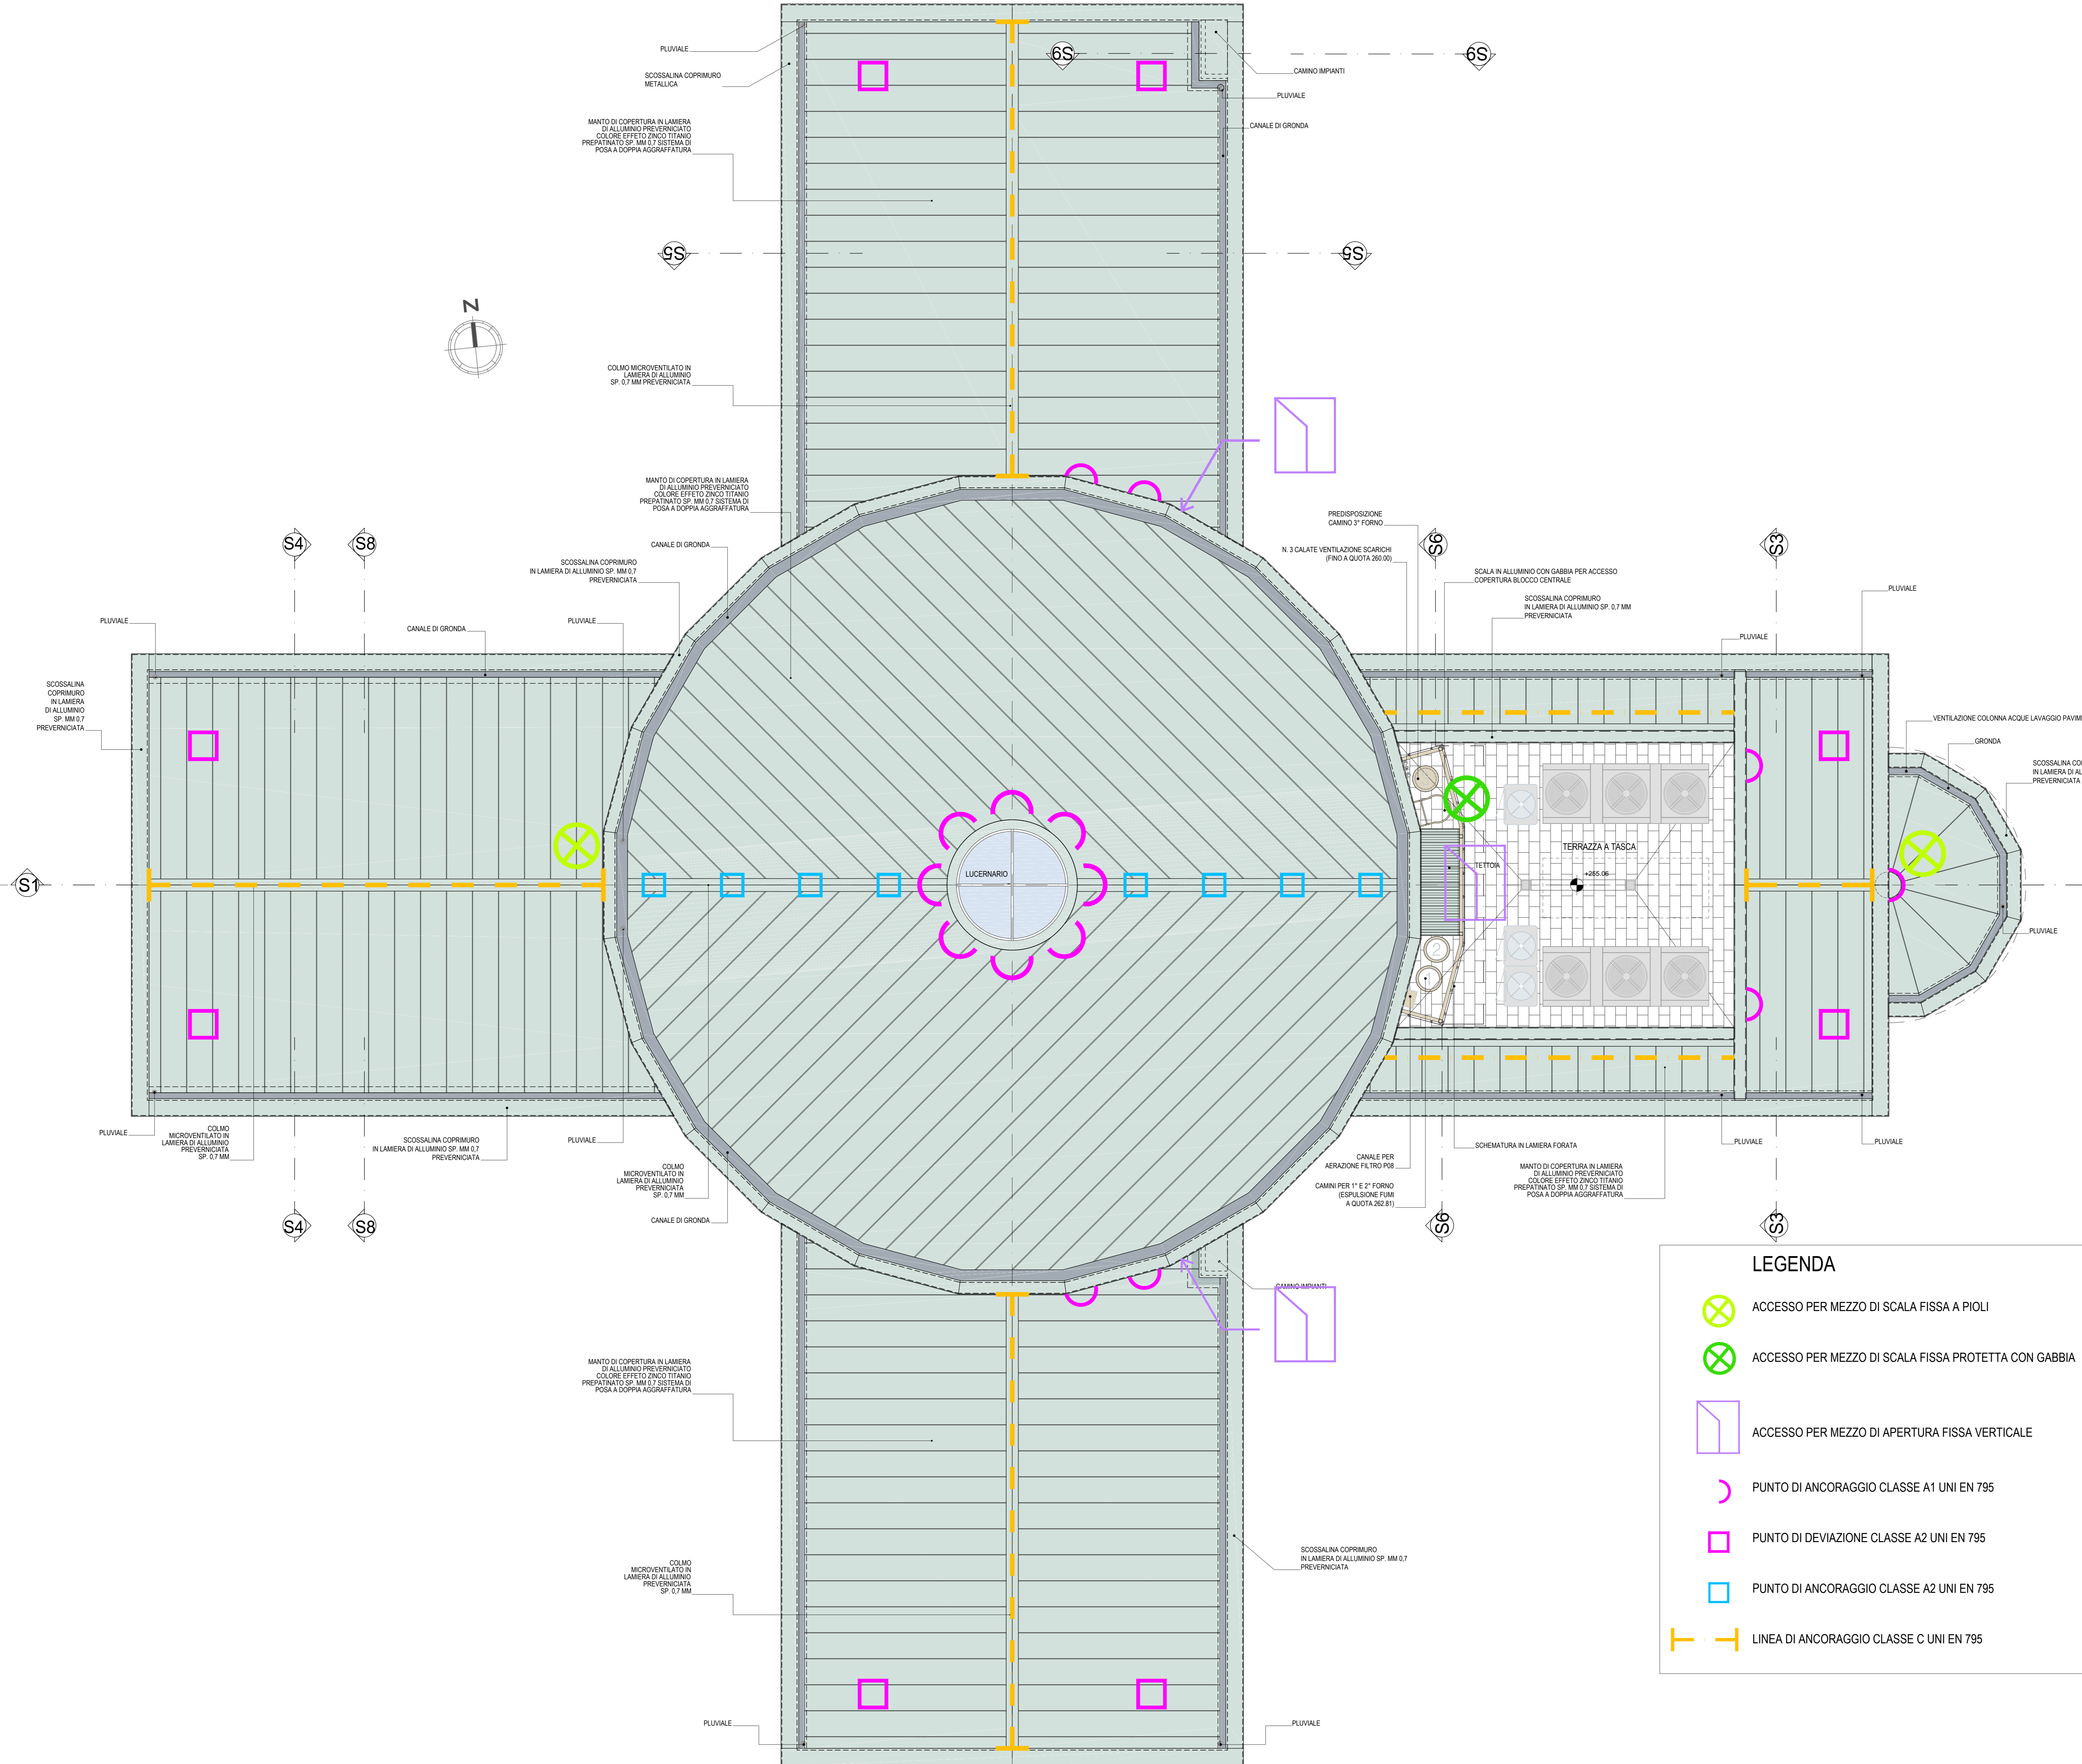 PLUVIALE
SCOSSALINA COPRIMURO
METALLICA
S6
S6
CAMINO IMPIANTI
PLUVIALE
CANALE DI GRONDA
MANTO DI COPERTURA IN LAMIERA
DI ALLUMINIO PREVERNICIATO
COLORE EFFETO ZINCO TITANIO
PREPATINATO SP. MM 0,7 SISTEMA DI
POSA A DOPPIA AGGRAFFATURA
S5
S5
N
COLMO MICROVENTILATO IN
LAMIERA DI ALLUMINIO
SP. 0,7 MM PREVERNICIATA
MANTO DI COPERTURA IN LAMIERA
DI ALLUMINIO PREVERNICIATO
COLORE EFFETO ZINCO TITANIO
PREPATINATO SP. MM 0,7 SISTEMA DI
POSA A DOPPIA AGGRAFFATURA
CANALE DI GRONDA
SCOSSALINA COPRIMURO
IN LAMIERA DI ALLUMINIO SP. MM 0,7
PREVERNICIATA
S4
S8
PLUVIALE
CANALE DI GRONDA
PLUVIALE
SCOSSALINA
COPRIMURO
IN LAMIERA
DI ALLUMINIO
SP. MM 0,7
PREVERNICIATA
PREDISPOSIZIONE
CAMINO 3° FORNO
N. 3 CALATE VENTILAZIONE SCARICHI
(FINO A QUOTA 260.00)
S6
S3
SCALA IN ALLUMINIO CON GABBIA PER ACCESSO
COPERTURA BLOCCO CENTRALE
SCOSSALINA COPRIMURO
IN LAMIERA DI ALLUMINIO SP. 0,7 MM
PREVERNICIATA
PLUVIALE
PLUVIALE
VENTILAZIONE COLONNA ACQUE LAVAGGIO PAVIM
GRONDA
SCOSSALINA CO
IN LAMIERA DI AL
PREVERNICIATA
S1
LUCERNARIO
TETTOIA
TERRAZZA A TASCA
+255.06
2
1
PLUVIALE
PLUVIALE
COLMO
MICROVENTILATO IN
LAMIERA DI ALLUMINIO
PREVERNICIATA
SP. 0,7 MM
SCOSSALINA COPRIMURO
IN LAMIERA DI ALLUMINIO SP. MM 0,7
PREVERNICIATA
PLUVIALE
COLMO
MICROVENTILATO IN
LAMIERA DI ALLUMINIO
PREVERNICIATA
SP. 0,7 MM
CANALE DI GRONDA
S4
S8
CANALE PER
AERAZIONE FILTRO P08
CAMINI PER 1° E 2° FORNO
(ESPULSIONE FUMI
A QUOTA 262.81)
SCHEMATURA IN LAMIERA FORATA
MANTO DI COPERTURA IN LAMIERA
DI ALLUMINIO PREVERNICIATO
COLORE EFFETO ZINCO TITANIO
PREPATINATO SP. MM 0,7 SISTEMA DI
POSA A DOPPIA AGGRAFFATURA
PLUVIALE
PLUVIALE
S6
S3
CAMINO IMPIANTI
MANTO DI COPERTURA IN LAMIERA
DI ALLUMINIO PREVERNICIATO
COLORE EFFETO ZINCO TITANIO
PREPATINATO SP. MM 0,7 SISTEMA DI
POSA A DOPPIA AGGRAFFATURA
COLMO
MICROVENTILATO IN
LAMIERA DI ALLUMINIO
PREVERNICIATA
SP. 0,7 MM
SCOSSALINA COPRIMURO
IN LAMIERA DI ALLUMINIO SP. MM 0,7
PREVERNICIATA
PLUVIALE
PLUVIALE
LEGENDA
ACCESSO PER MEZZO DI SCALA FISSA A PIOLI
ACCESSO PER MEZZO DI SCALA FISSA PROTETTA CON GABBIA
ACCESSO PER MEZZO DI APERTURA FISSA VERTICALE
PUNTO DI ANCORAGGIO CLASSE A1 UNI EN 795
PUNTO DI DEVIAZIONE CLASSE A2 UNI EN 795
PUNTO DI ANCORAGGIO CLASSE A2 UNI EN 795
LINEA DI ANCORAGGIO CLASSE C UNI EN 795